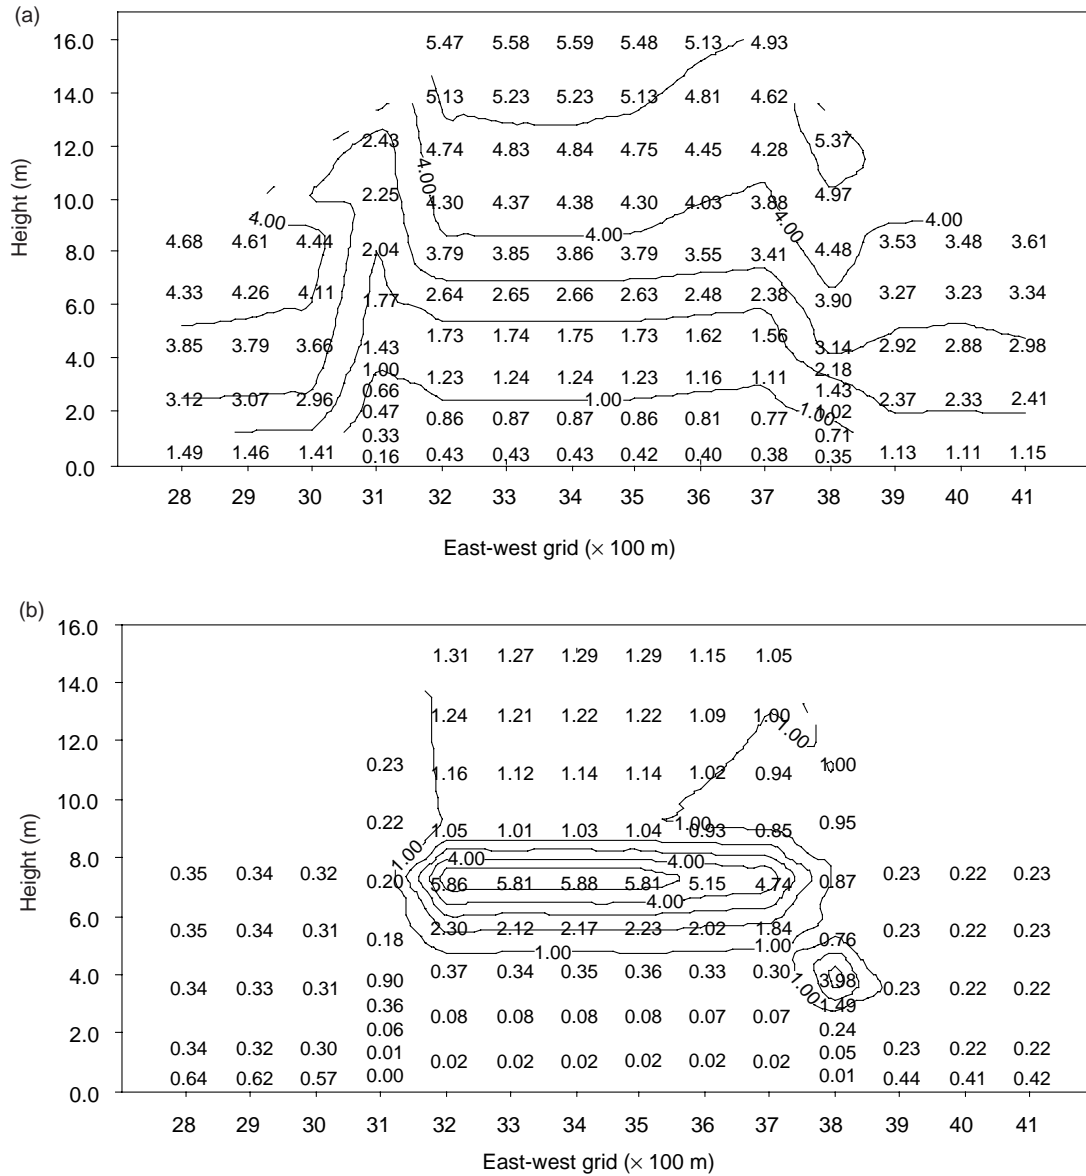 (a)
16.0 5.47 5.58 5.59 5.48 5.13 4.93
14.0 5.13 5.23 5.23 5.13 4.81 4.62
2.43 5.37
12.0 4.74 4.83 4.84 4.75 4.45 4.28
4.00
2.25 4.97
10.0 4.30 4.37 4.38 4.30 4.03 3.88
4.00 4.00 4.00 4.00
4.68 4.61 4.44 2.04 4.48 3.53 3.48 3.61
8.0 3.79 3.85 3.86 3.79 3.55 3.41
4.33 4.26 4.11 1.77 2.64 2.65 2.66 2.63 2.48 2.38 3.90 3.27 3.23 3.34
6.0
1.73 1.74 1.75 1.73 1.62 1.56
3.85 3.79 3.66 1.43 3.14 2.92 2.88 2.98
4.0 1.00 2.18
1.23 1.24 1.24 1.23 1.16 1.11
0.66 1.43
3.12 3.07 2.96 1.00 2.37 2.33 2.41
2.0 0.47 1.00 1.02
0.86 0.87 0.87 0.86 0.81 0.77
0.33 0.71
1.49 1.46 1.41 0.16 0.43 0.43 0.43 0.42 0.40 0.38 0.35 1.13 1.11 1.15
0.0
Height (m)
28 29 30 31 32 33 34 35 36 37 38 39 40 41
East-west grid (× 100 m)
(b)
16.0
1.31 1.27 1.29 1.29 1.15 1.05
14.0
1.24 1.21 1.22 1.22 1.09 1.00
12.0 1.00
0.23 1.16 1.12 1.14 1.14 1.02 0.94 1.00
10.0
0.22 1.05 1.01 1.03 1.04 1.00 0.93 0.85 0.95
8.0 1.00 4.00 4.00
0.35 0.34 0.32 0.20 5.86 5.81 5.88 5.81 5.15 4.74 0.87 0.23 0.22 0.23
4.00
6.0
0.35 0.34 0.31 0.18 2.30 2.12 2.17 2.23 2.02 1.84 0.76 0.23 0.22 0.23
1.00 1.00
4.0 0.90 0.37 0.34 0.35 0.36 0.33 0.30 3.98
0.34 0.33 0.31 1.00 0.23 0.22 0.22
0.36 1.49
0.08 0.08 0.08 0.08 0.07 0.07
2.0 0.06 0.24
0.34 0.32 0.30 0.01 0.05 0.23 0.22 0.22
0.02 0.02 0.02 0.02 0.02 0.02
0.64 0.62 0.57 0.00 0.01 0.44 0.41 0.42
0.0
Height (m)
28 29 30 31 32 33 34 35 36 37 38 39 40 41
East-west grid (× 100 m)